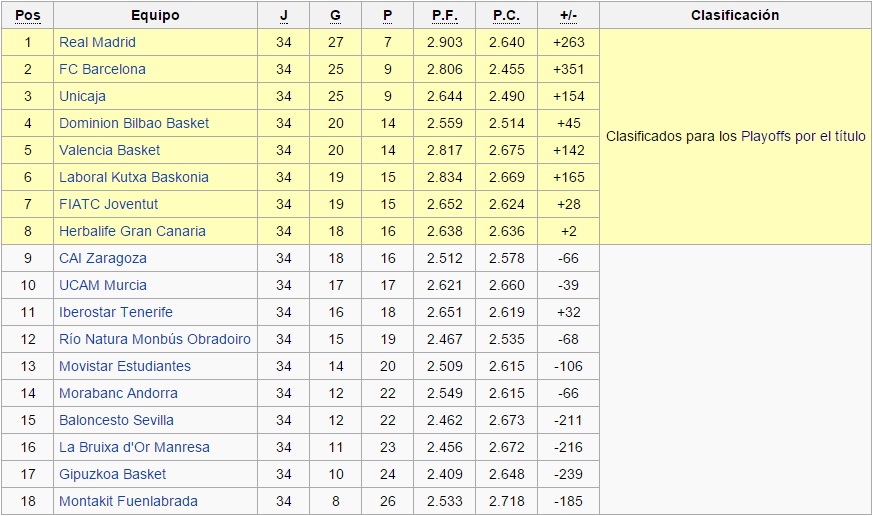 Pos Equipo J G P P.F. P.C. +/- Clasificación
1 Real Madrid 34 27 7 2.903 2.640 +263
2 FC Barcelona 34 25 9 2.806 2.455 +351
3 Unicaja 34 25 9 2.644 2.490 +154
4 Dominion Bilbao Basket 34 20 14 2.559 2.514 +45
5 Valencia Basket 34 20 14 2.817 2.675 +142 Clasificados para los Playoffs por el título
6 Laboral Kutxa Baskonia 34 19 15 2.834 2.669 +165
7 FIATC Joventut 34 19 15 2.652 2.624 +28
8 Herbalife Gran Canaria 34 18 16 2.638 2.636 +2
9 CAI Zaragoza 34 18 16 2.512 2.578 -66
10 UCAM Murcia 34 17 17 2.621 2.660 -39
11 Iberostar Tenerife 34 16 18 2.651 2.619 +32
12 Río Natura Monbús Obradoiro 34 15 19 2.467 2.535 -68
13 Movistar Estudiantes 34 14 20 2.509 2.615 -106
14 Morabanc Andorra 34 12 22 2.549 2.615 -66
15 Baloncesto Sevilla 34 12 22 2.462 2.673 -211
16 La Bruixa d'Or Manresa 34 11 23 2.456 2.672 -216
17 Gipuzkoa Basket 34 10 24 2.409 2.648 -239
18 Montakit Fuenlabrada 34 8 26 2.533 2.718 -185